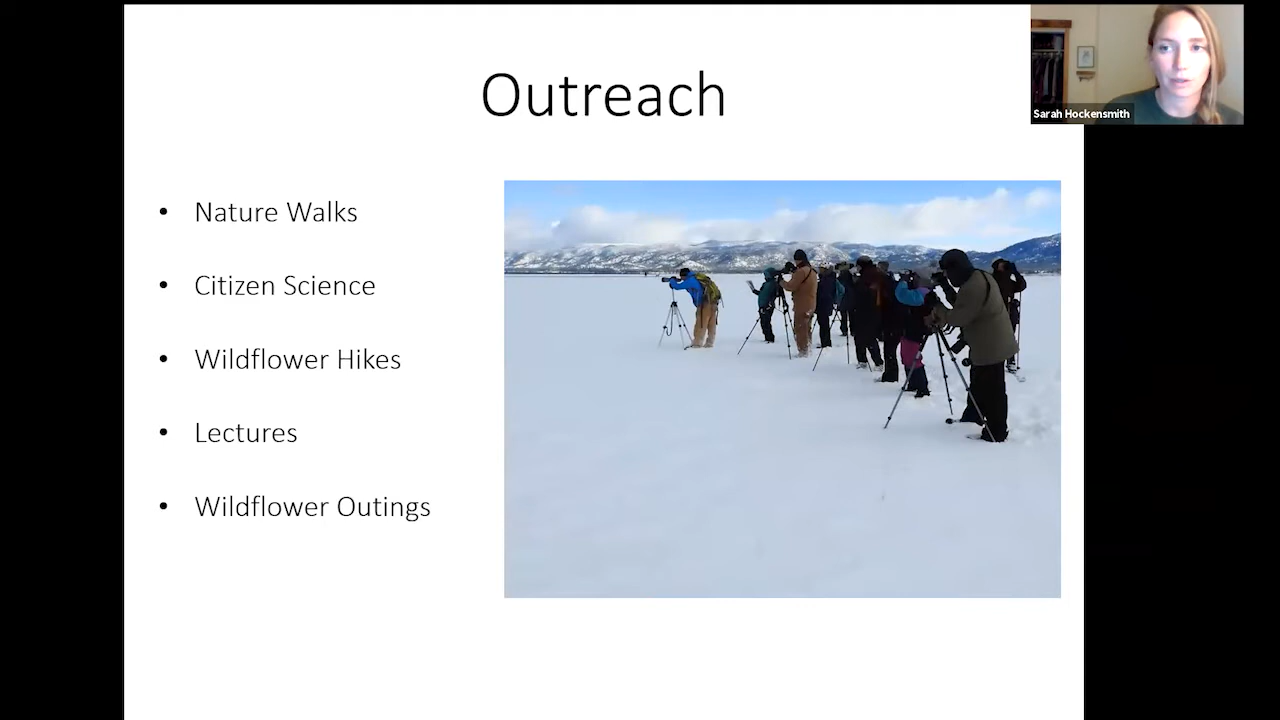 Outreach
Sarah Hockensmith
• Nature Walks
• Citizen Science
• Wildflower Hikes
• Lectures
• Wildflower Outings